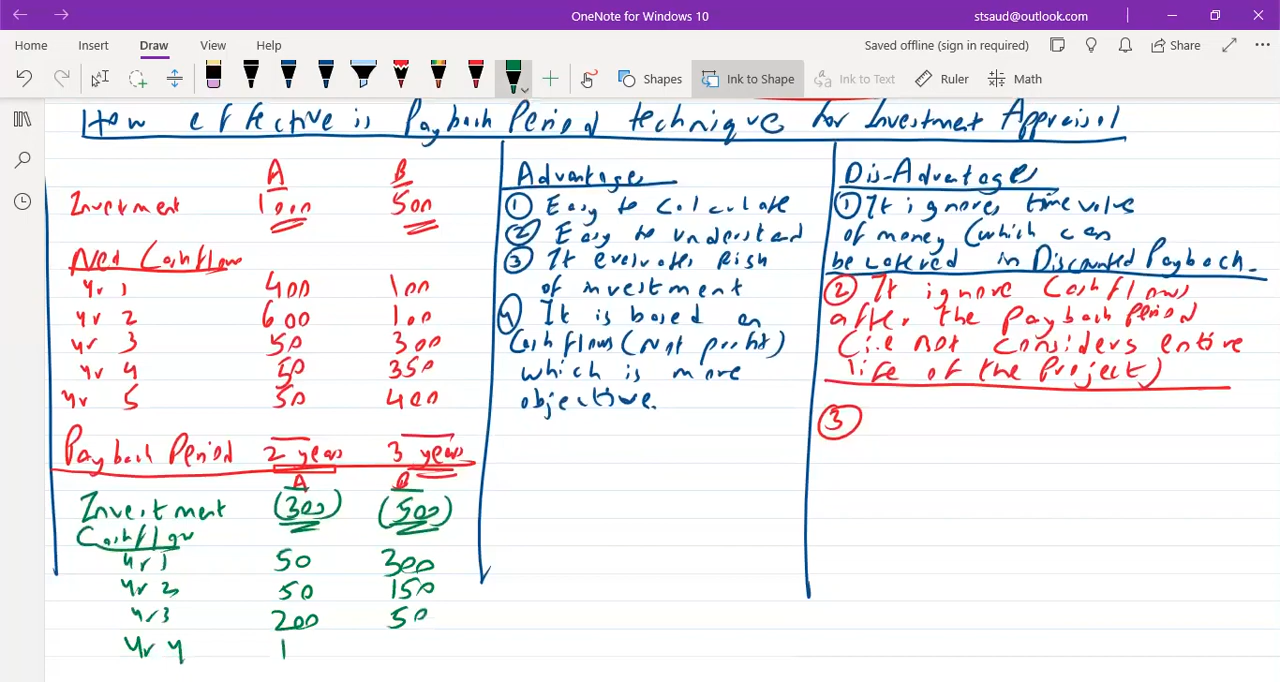 OneNote for Windows 10
stsaud@outlook.com
Home Insert Draw View Help
Saved offline (sign in required)
Share
Shapes
Ink to Shape
Ink to Text
Ruler
Math
How effective is Payback Period technique for Investment Appraisal
A B
Investment 1000 500
Net Cashflow
Yr 1 400 100
Yr 2 600 100
Yr 3 50 300
Yr 4 50 350
Yr 5 50 400
Payback Period 2 years 3 years
A B
Investment (300) (500)
Cashflow
Yr 1 50 300
Yr 2 50 150
Yr 3 200 50
Yr 4 1
Advantages
① Easy to calculate
② Easy to understand
③ It evaluates Risk
of investment
④ It is based on
Cash flows (not profit)
which is more
objective.
Dis-Advantages
① It ignores time value
of money (which can
be catered in Discounted Payback.
② It ignore Cashflows
after the payback period
(i.e not considers entire
life of the Project)
③